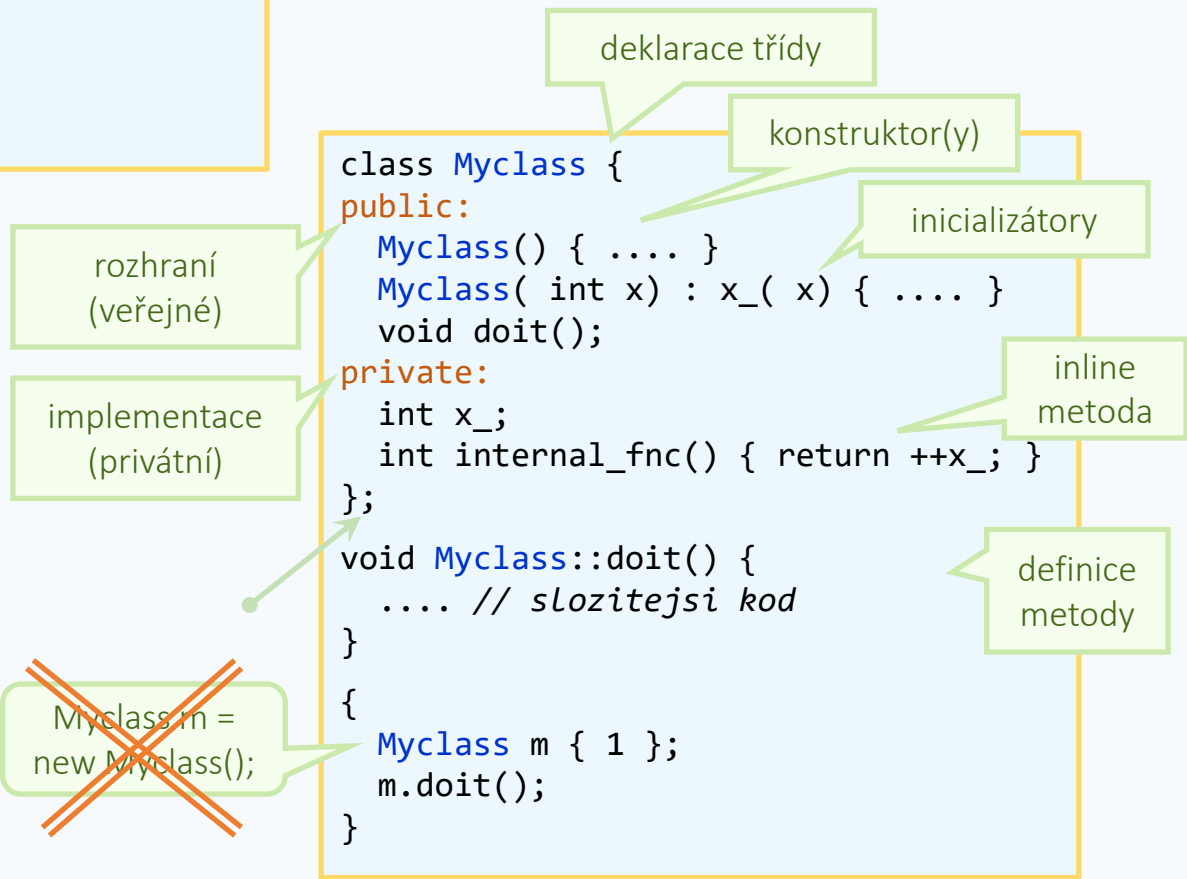 deklarace třídy
konstruktor(y)
inicializátory
rozhraní
(veřejné)
implementace
(privátní)
inline
metoda
definice
metody
Myclass m =
new Myclass();
class Myclass {
public:
  Myclass() { .... }
  Myclass( int x) : x_( x) { .... }
  void doit();
private:
  int x_;
  int internal_fnc() { return ++x_; }
};
void Myclass::doit() {
  .... // slozitejsi kod
}
{
  Myclass m { 1 };
  m.doit();
}